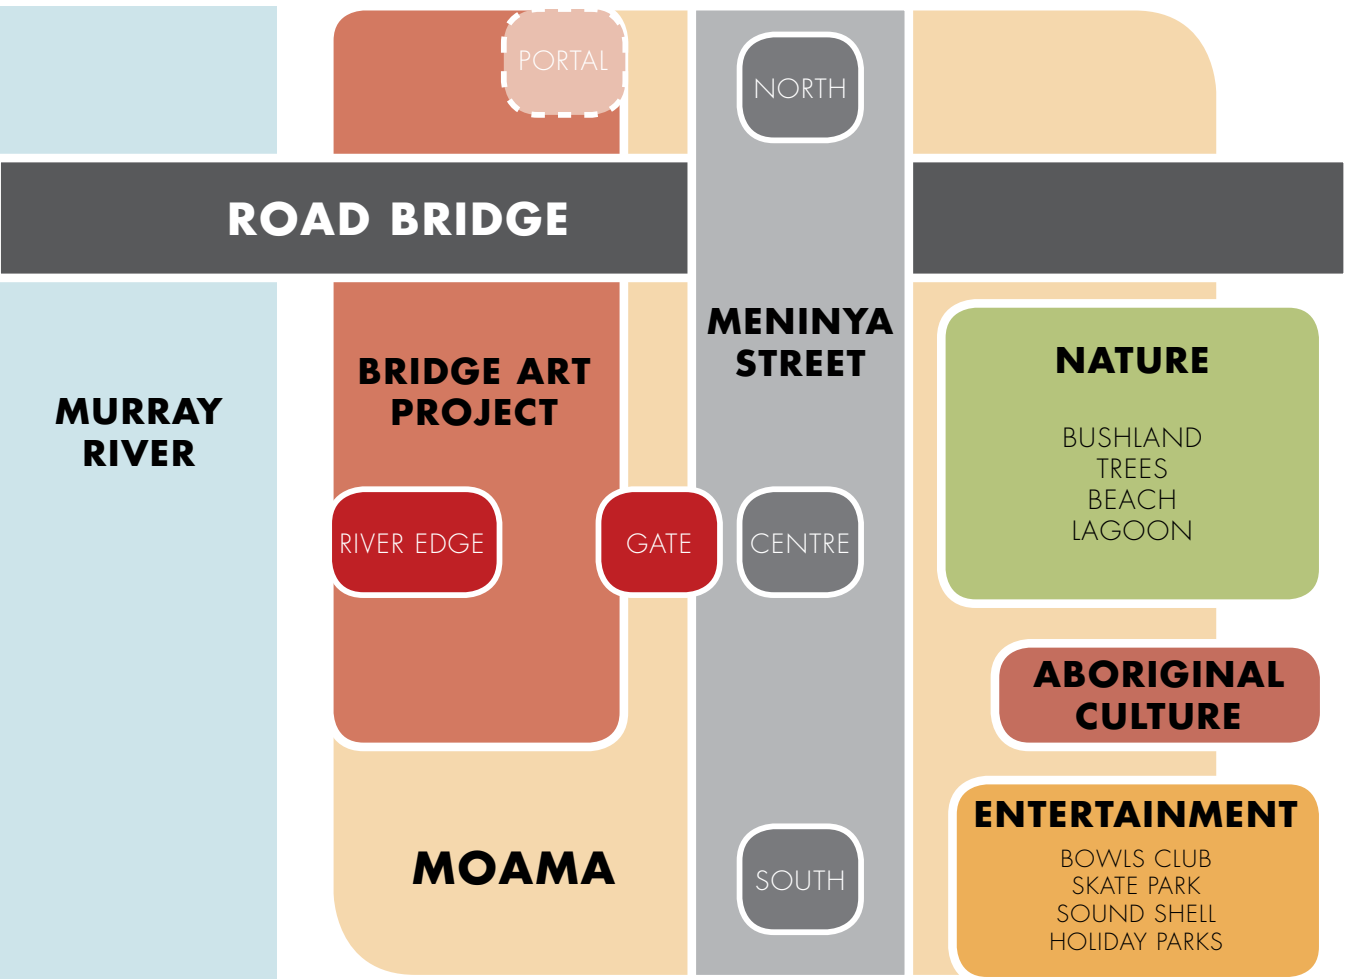 PORTAL
NORTH
ROAD BRIDGE
MURRAY
RIVER
BRIDGE ART
PROJECT
RIVER EDGE
GATE
MENINYA
STREET
CENTRE
SOUTH
MOAMA
NATURE
BUSHLAND
TREES
BEACH
LAGOON
ABORIGINAL
CULTURE
ENTERTAINMENT
BOWLS CLUB
SKATE PARK
SOUND SHELL
HOLIDAY PARKS